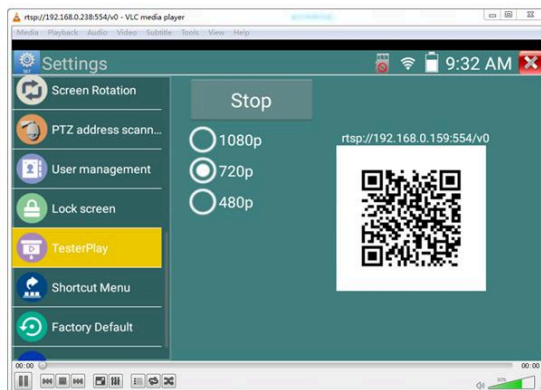 rtsp://192.168.0.238:554/v0 - VLC media player
Media Playback Audio Video Subtitle Tools View Help
Settings
9:32 AM
Screen Rotation
PTZ address scann...
User management
Lock screen
TesterPlay
Shortcut Menu
Factory Default
Stop
1080p
720p
480p
rtsp://192.168.0.159:554/v0
00:00
00:00